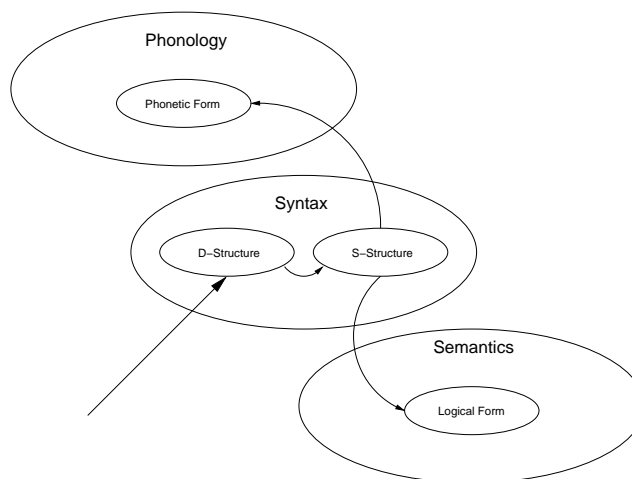 Phonology
Phonetic Form
Syntax
D−Structure
S−Structure
Semantics
Logical Form